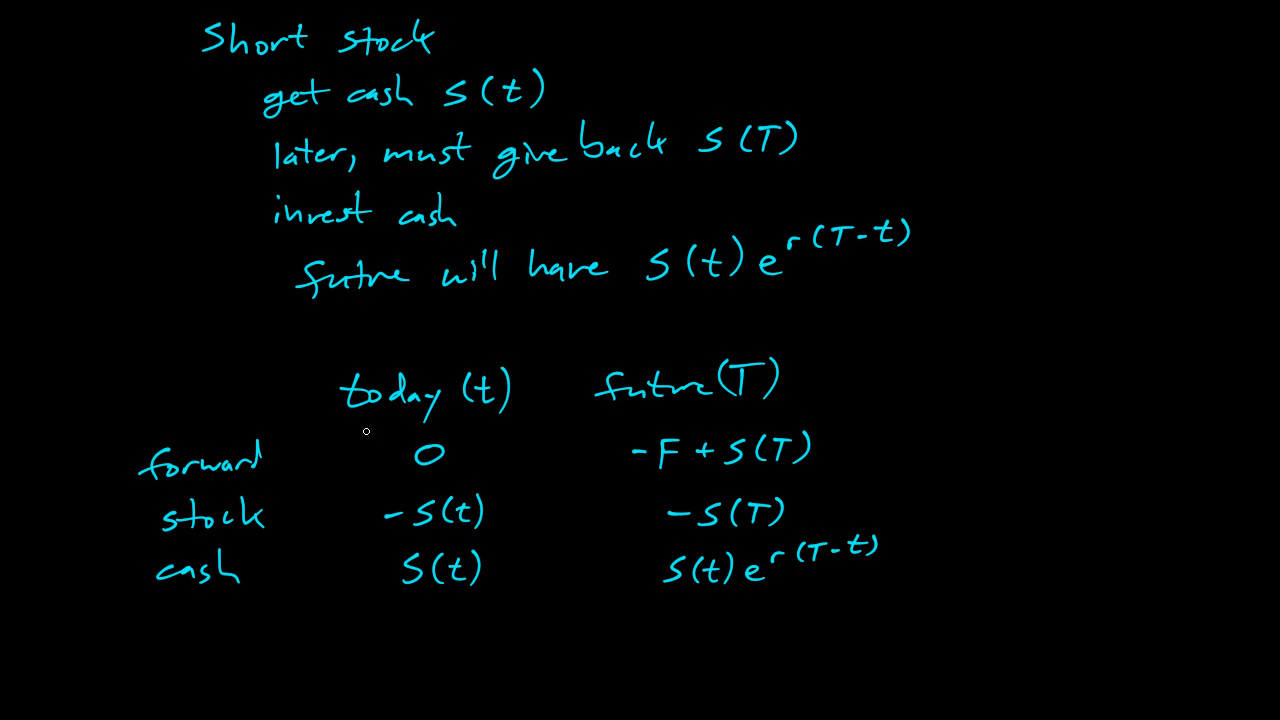 Short stock
get cash S(t)
later, must give back S(T)
invest cash
future will have S(t) e^{r(T-t)}
today (t) future (T)
forward 0 -F + S(T)
stock -S(t) -S(T)
cash S(t) S(t) e^{r(T-t)}